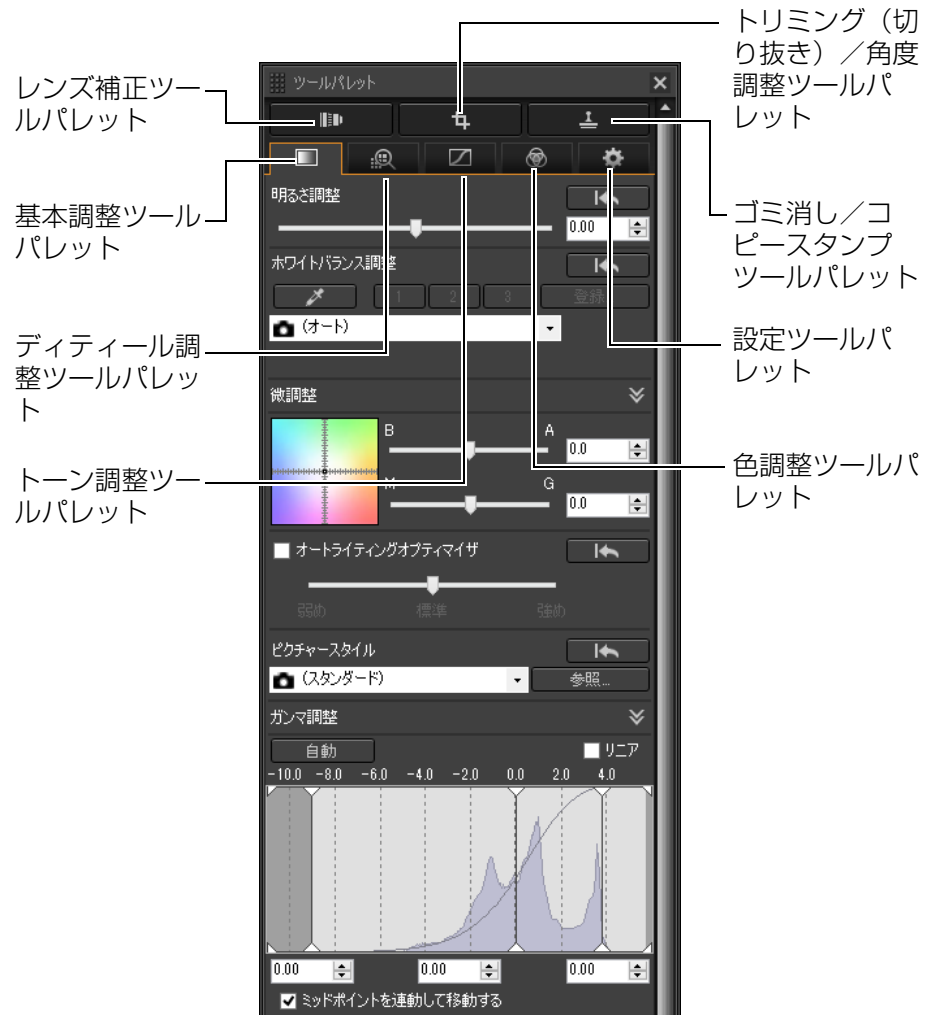 トリミング（切
り抜き）／角度
調整ツールパ
レット
レンズ補正ツー
ルパレット
基本調整ツール
パレット
ディティール調
整ツールパレッ
ト
トーン調整ツー
ルパレット
ゴミ消し／コ
ピースタンプ
ツールパレット
設定ツールパ
レット
色調整ツールパ
レット
ツールパレット
明るさ調整
0.00
ホワイトバランス調整
1 2 3 登録
(オート)
微調整
B A
0.0
M G
0.0
オートライティングオプティマイザ
弱め 標準 強め
ピクチャースタイル
(スタンダード) 参照...
ガンマ調整
自動 リニア
-10.0 -8.0 -6.0 -4.0 -2.0 0.0 2.0 4.0
0.00 0.00 0.00
ミッドポイントを連動して移動する